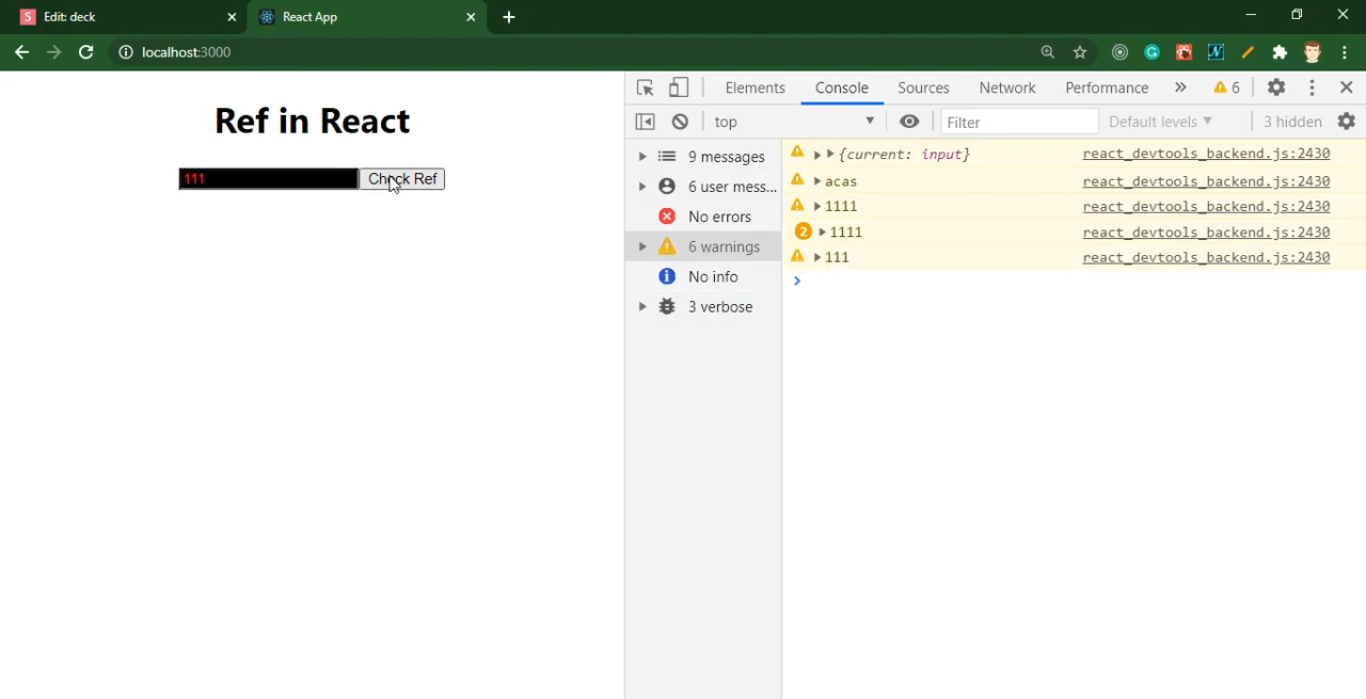 S Edit: deck
React App
localhost:3000
Ref in React
111 Check Ref
Elements Console Sources Network Performance » 6
top Filter Default levels 3 hidden
9 messages
6 user mess...
No errors
6 warnings
No info
3 verbose
{current: input} react_devtools_backend.js:2430
acas react_devtools_backend.js:2430
1111 react_devtools_backend.js:2430
2 1111 react_devtools_backend.js:2430
111 react_devtools_backend.js:2430